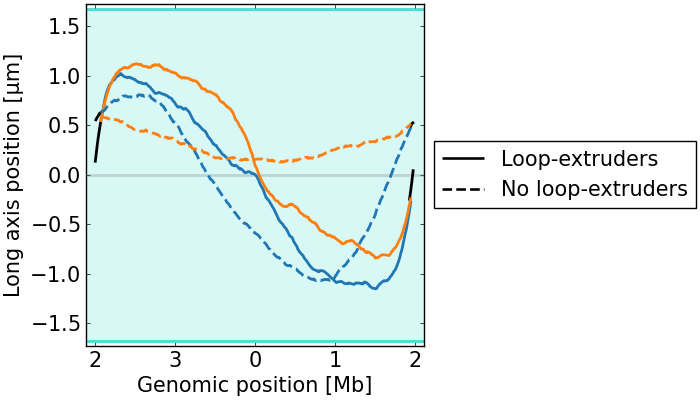 1.5
1.0
0.5
0.0
−0.5
−1.0
−1.5
Long axis position [μm]
2 3 0 1 2
Genomic position [Mb]
Loop-extruders
No loop-extruders